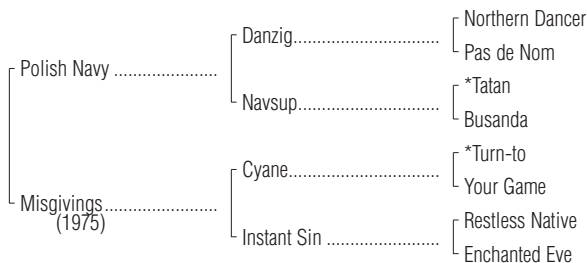 Northern Dancer
Danzig........................................
Pas de Nom
Polish Navy ............................
*Tatan
Navsup......................................
Busanda
*Turn-to
Cyane........................................
Your Game
Misgivings..............................
(1975)
Restless Native
Instant Sin ..............................
Enchanted Eve